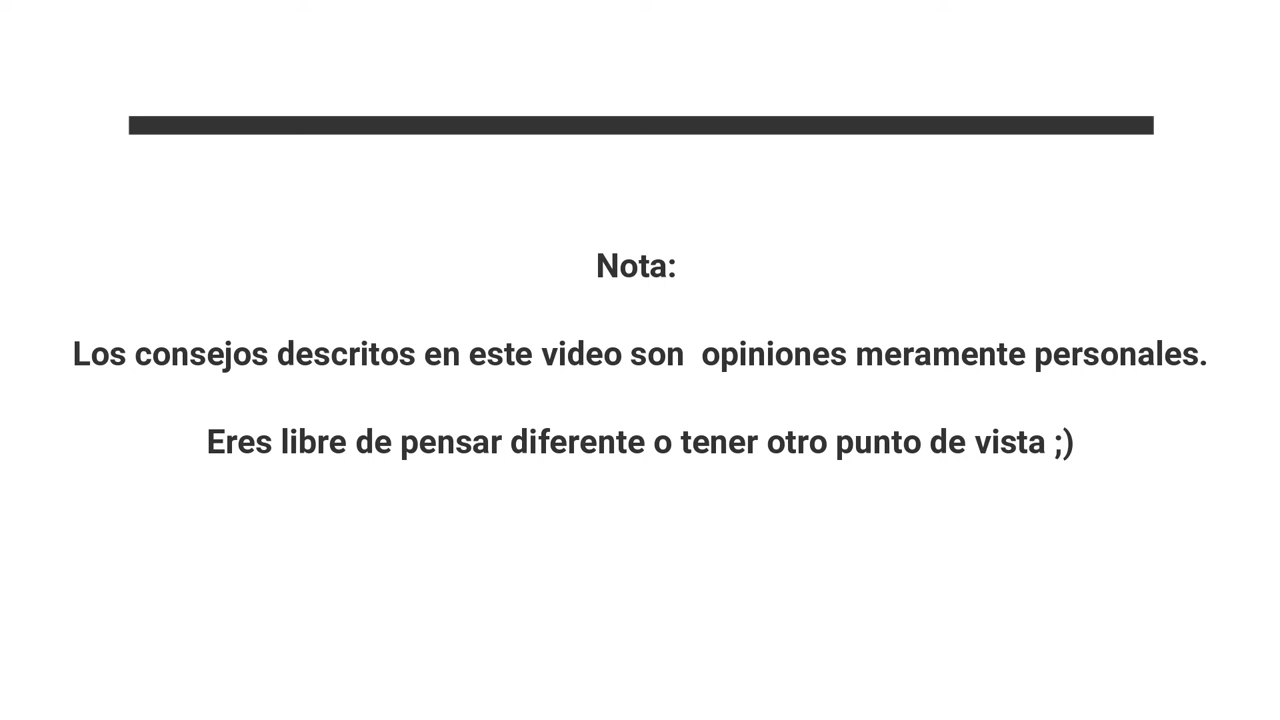 Nota:
Los consejos descritos en este video son  opiniones meramente personales.
Eres libre de pensar diferente o tener otro punto de vista ;)